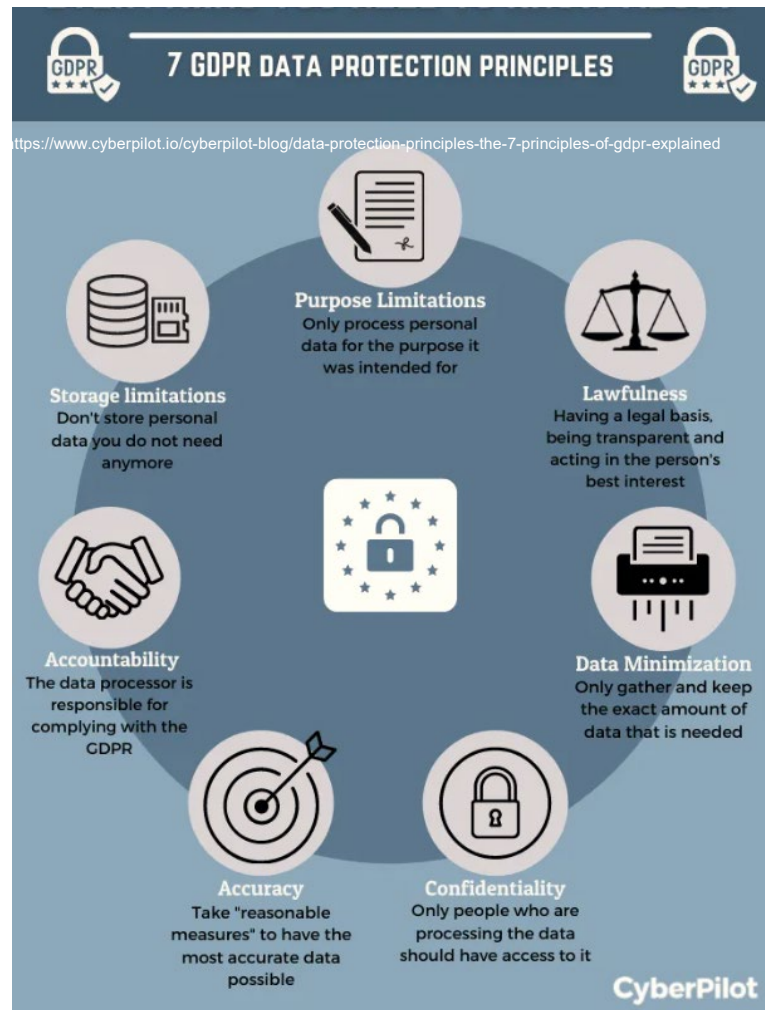 GDPR
7 GDPR DATA PROTECTION PRINCIPLES
GDPR
ttps://www.cyberpilot.io/cyberpilot-blog/data-protection-principles-the-7-principles-of-gdpr-explained
Purpose Limitations
Only process personal
data for the purpose it
was intended for
Lawfulness
Having a legal basis,
being transparent and
acting in the person's
best interest
Data Minimization
Only gather and keep
the exact amount of
data that is needed
Confidentiality
Only people who are
processing the data
should have access to it
Accuracy
Take "reasonable
measures" to have the
most accurate data
possible
Accountability
The data processor is
responsible for
complying with the
GDPR
Storage limitations
Don't store personal
data you do not need
anymore
CyberPilot